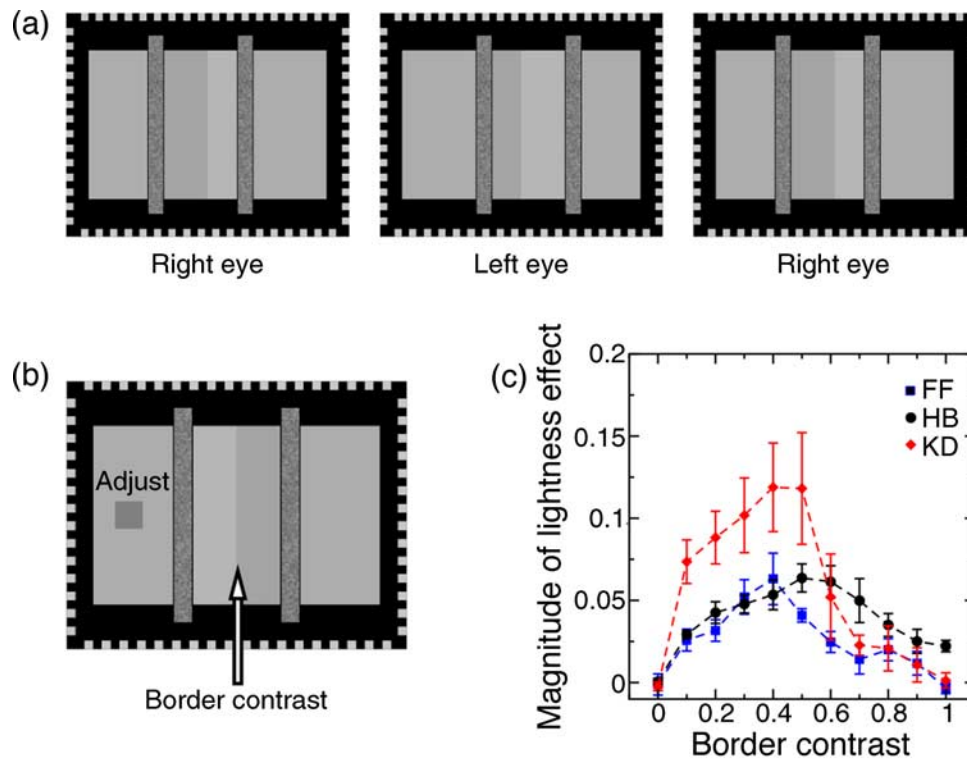 (a)
Right eye
Left eye
Right eye
(b)
Adjust
Border contrast
(c)
Magnitude of lightness effect
0.2
0.15
0.1
0.05
0
FF
HB
KD
0 0.2 0.4 0.6 0.8 1
Border contrast